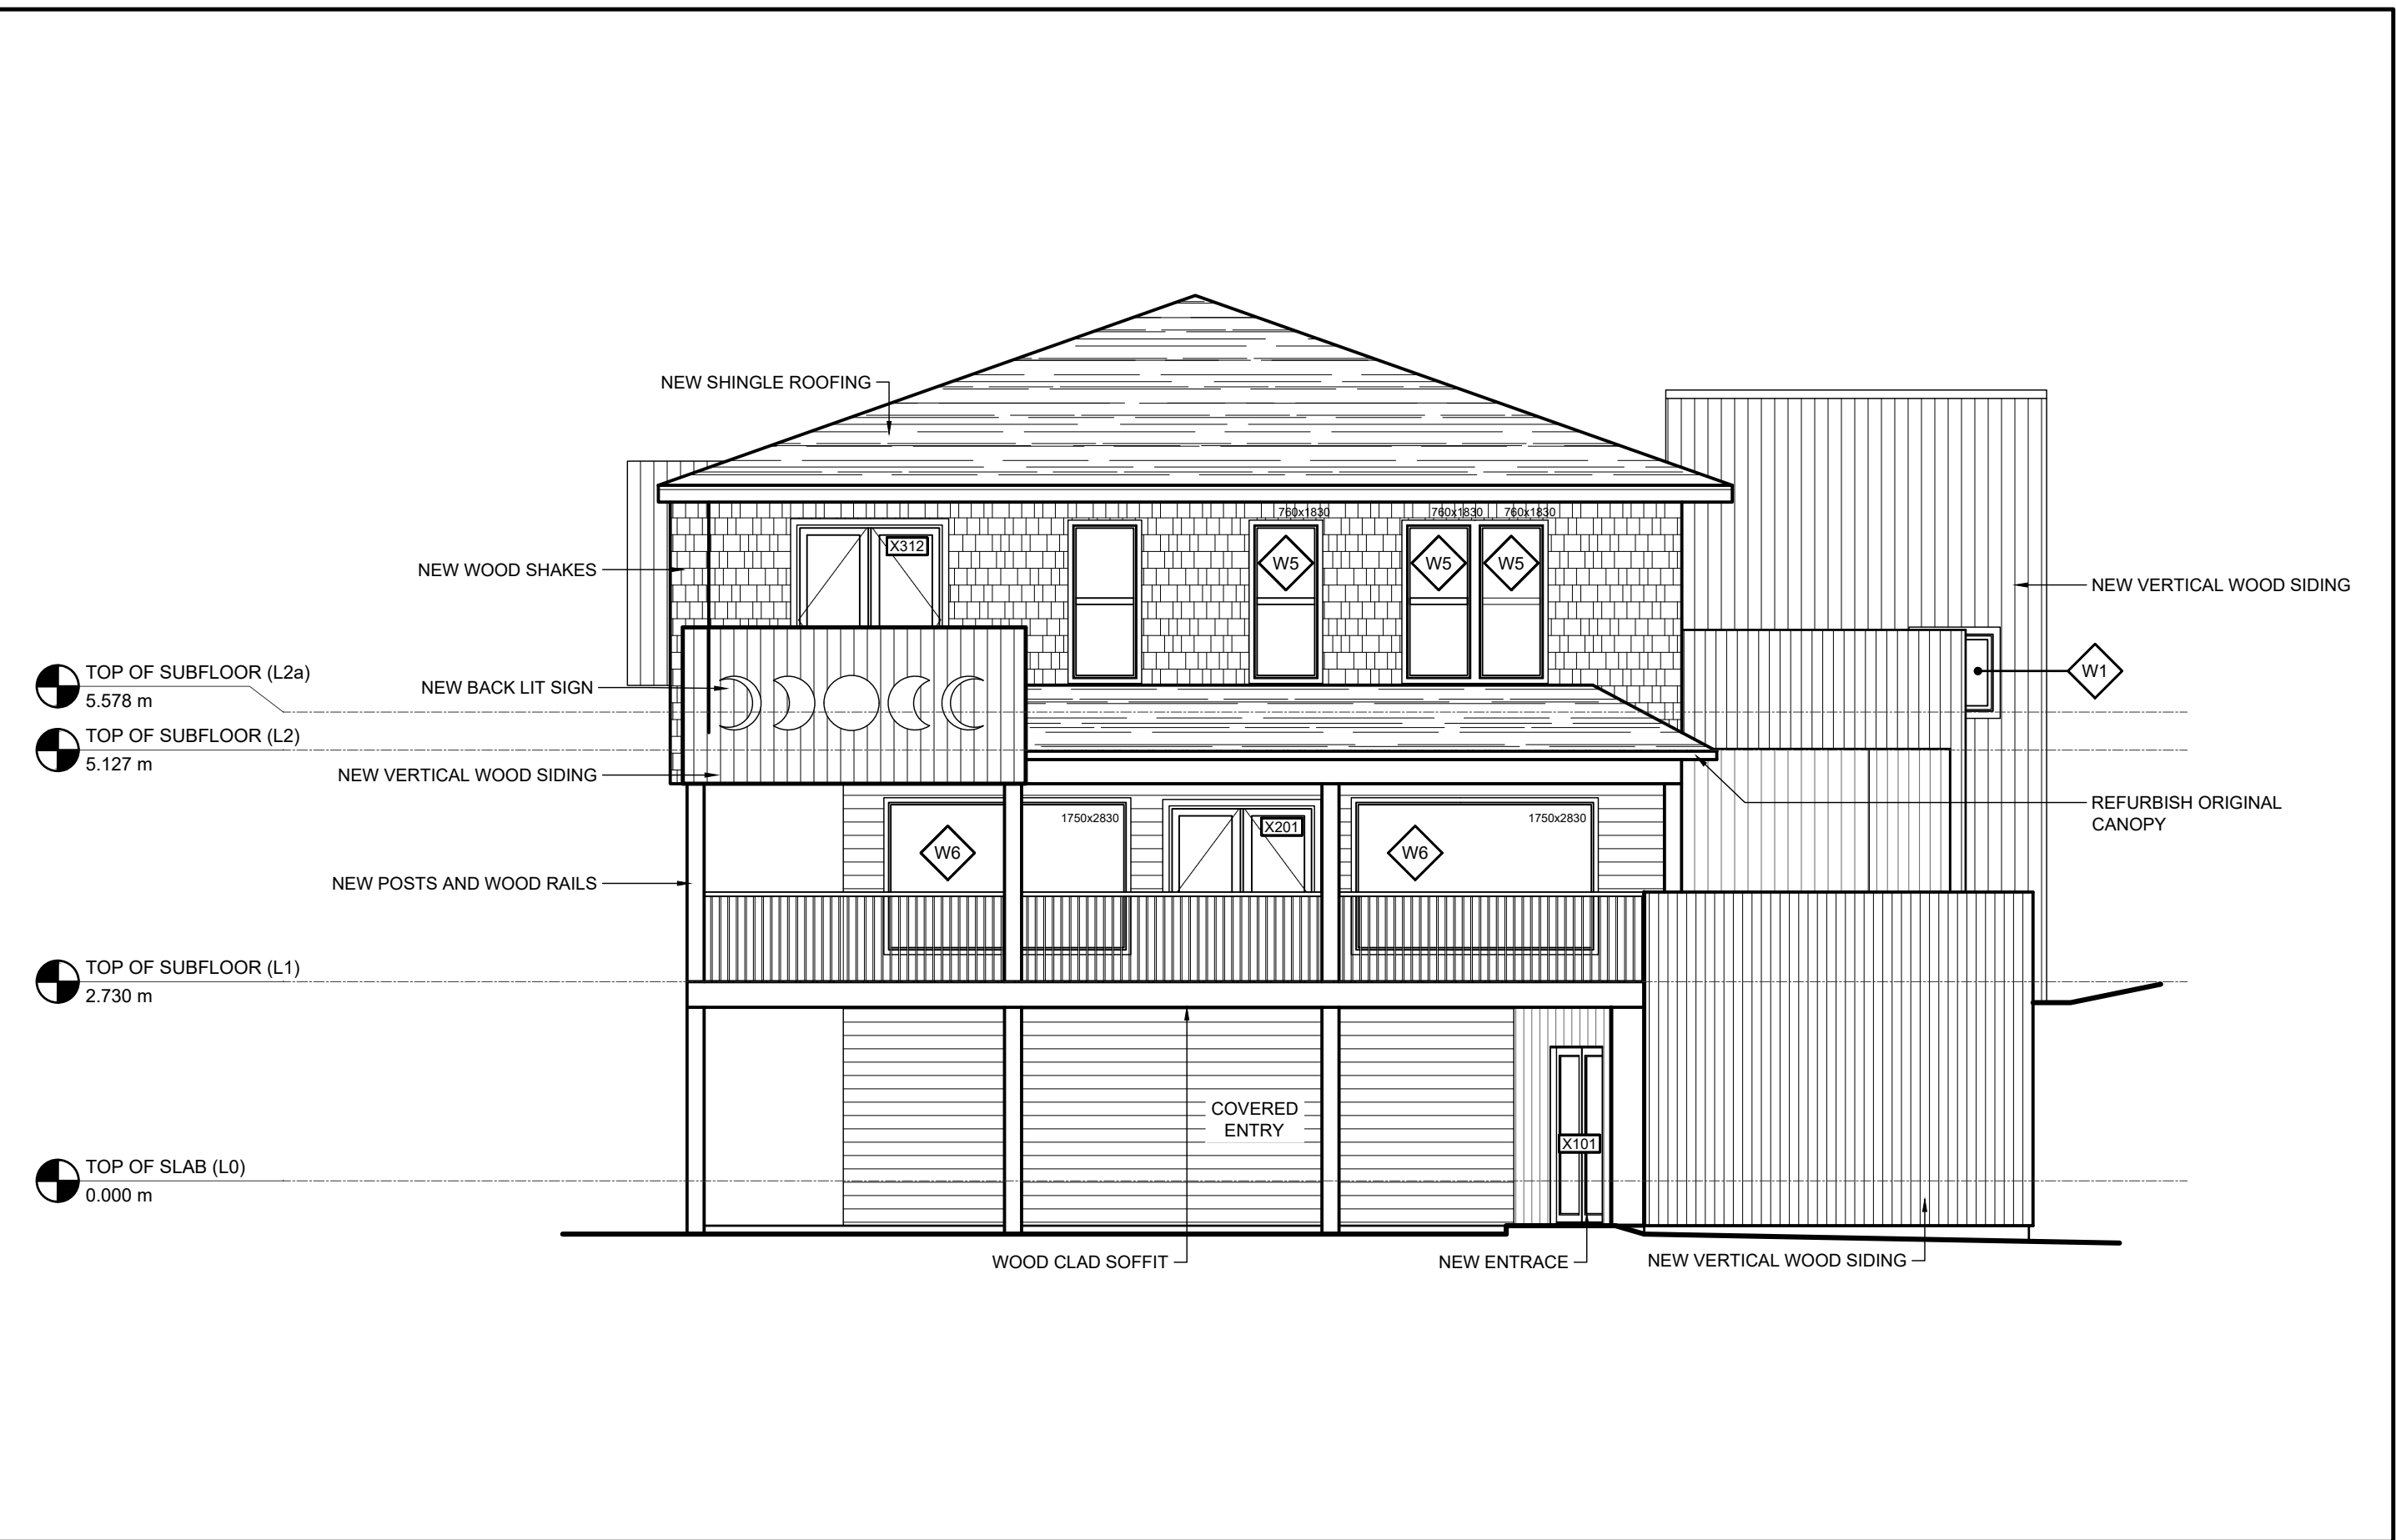 NEW SHINGLE ROOFING
760x1830
760x1830
760x1830
X312
W5
W5
W5
NEW WOOD SHAKES
NEW VERTICAL WOOD SIDING
TOP OF SUBFLOOR (L2a)
5.578 m
NEW BACK LIT SIGN
W1
TOP OF SUBFLOOR (L2)
5.127 m
NEW VERTICAL WOOD SIDING
REFURBISH ORIGINAL
CANOPY
1750x2830
X201
1750x2830
W6
W6
NEW POSTS AND WOOD RAILS
TOP OF SUBFLOOR (L1)
2.730 m
COVERED
ENTRY
X101
TOP OF SLAB (L0)
0.000 m
WOOD CLAD SOFFIT
NEW ENTRACE
NEW VERTICAL WOOD SIDING